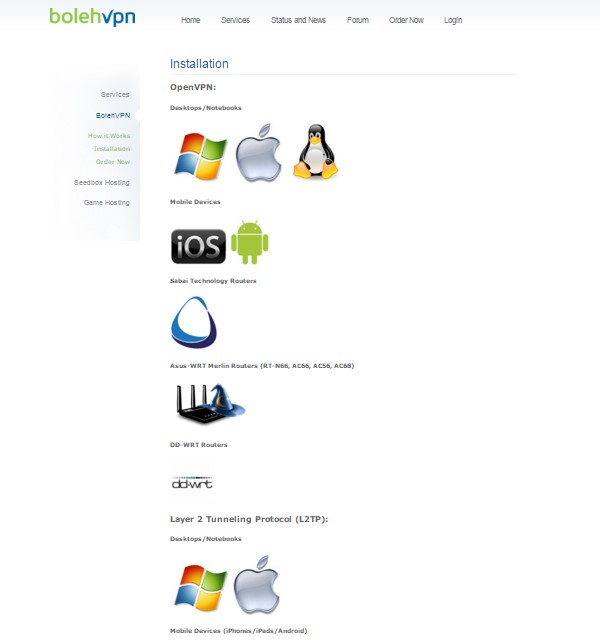 bolehvpn
Home Services Status and News Forum Order Now Login
Services
BolehVPN
How it Works
Installation
Order Now
Seedbox Hosting
Game Hosting
Installation
OpenVPN:
Desktops/Notebooks
Mobile Devices
iOS
Sabai Technology Routers
Asus-WRT Merlin Routers (RT-N66, AC66, AC56, AC68)
DD-WRT Routers
dd-wrt
Layer 2 Tunneling Protocol (L2TP):
Desktops/Notebooks
Mobile Devices (iPhones/iPads/Android)